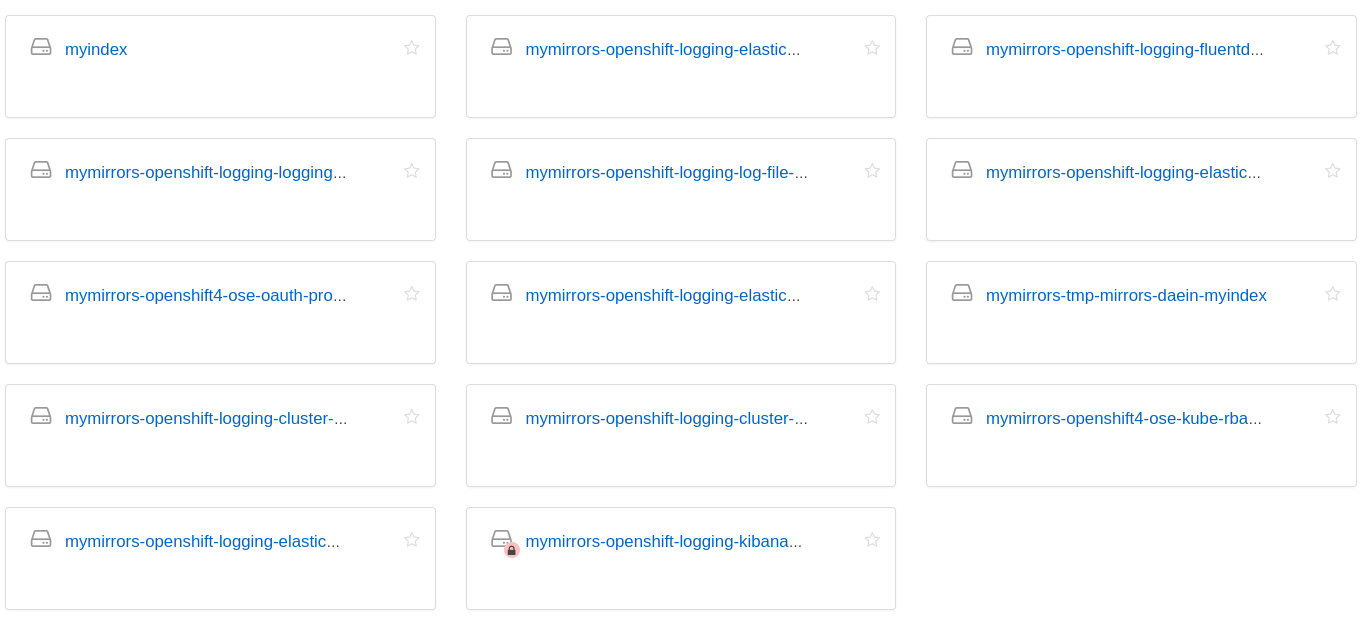 myindex
mymirrors-openshift-logging-elastic...
mymirrors-openshift-logging-fluentd...
mymirrors-openshift-logging-logging...
mymirrors-openshift-logging-log-file-...
mymirrors-openshift-logging-elastic...
mymirrors-openshift4-ose-oauth-pro...
mymirrors-openshift-logging-elastic...
mymirrors-tmp-mirrors-daein-myindex
mymirrors-openshift-logging-cluster-...
mymirrors-openshift-logging-cluster-...
mymirrors-openshift4-ose-kube-rba...
mymirrors-openshift-logging-elastic...
mymirrors-openshift-logging-kibana...